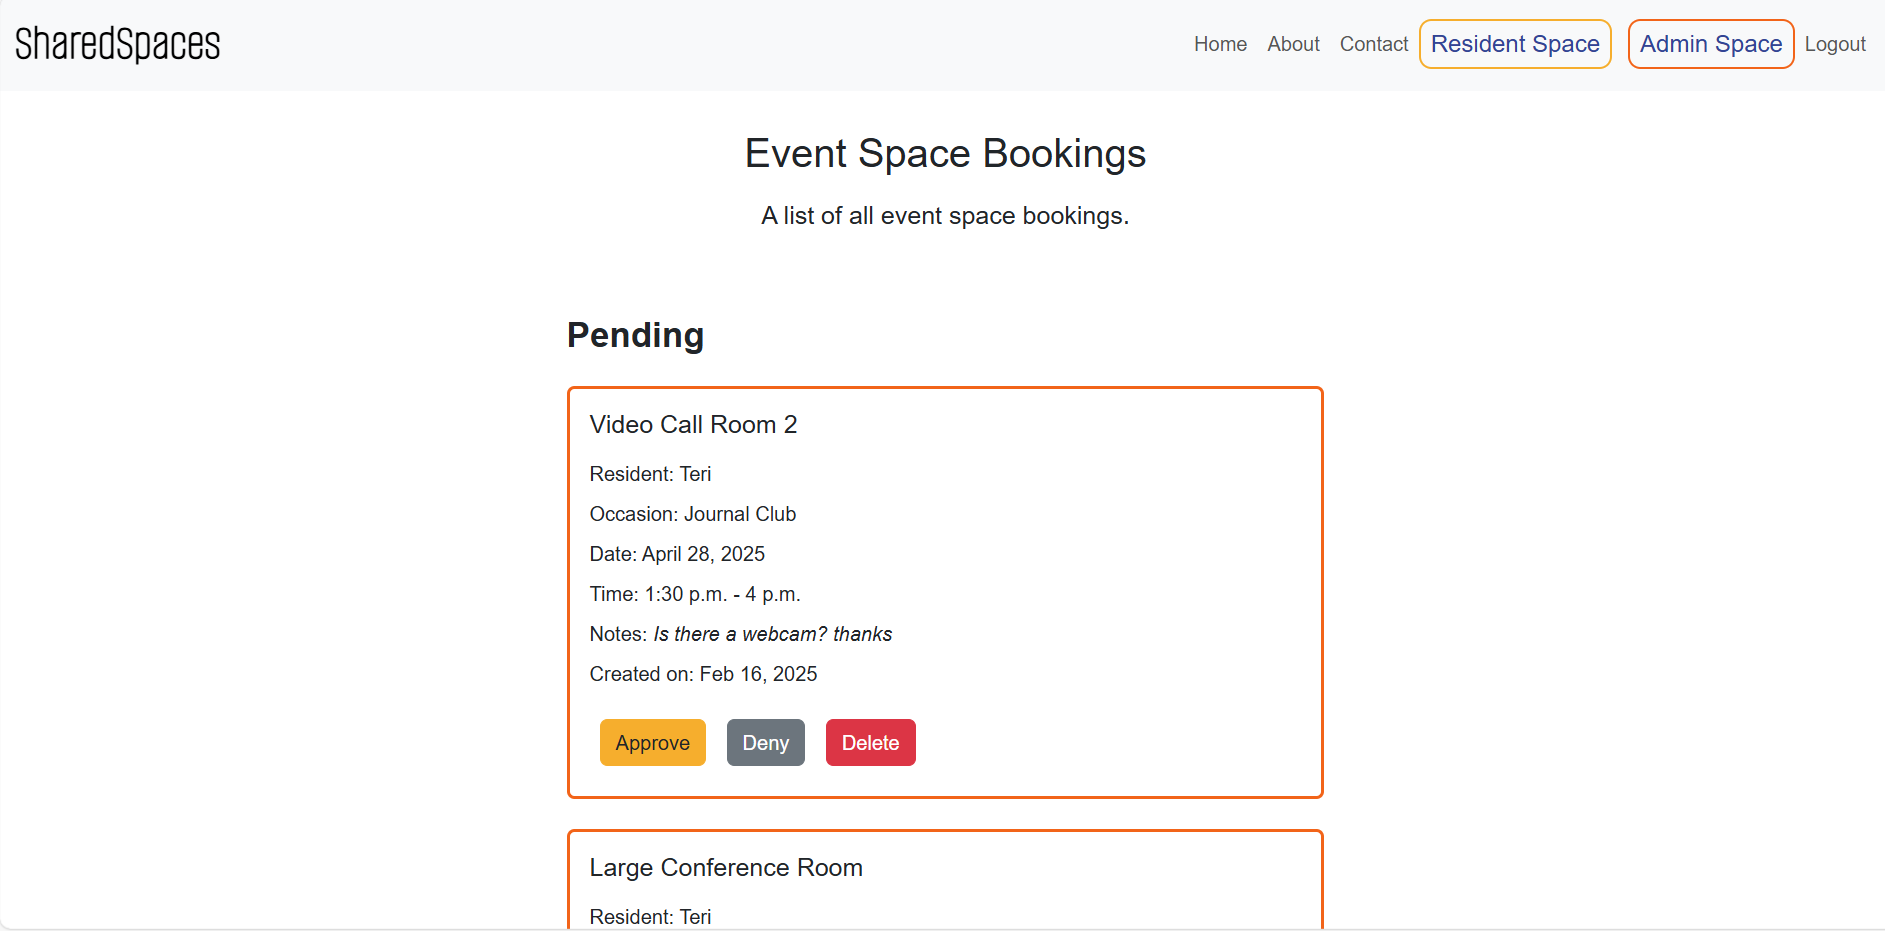 SharedSpaces
Home About Contact Resident Space Admin Space Logout
Event Space Bookings
A list of all event space bookings.
Pending
Video Call Room 2
Resident: Teri
Occasion: Journal Club
Date: April 28, 2025
Time: 1:30 p.m. - 4 p.m.
Notes: Is there a webcam? thanks
Created on: Feb 16, 2025
Approve Deny Delete
Large Conference Room
Resident: Teri